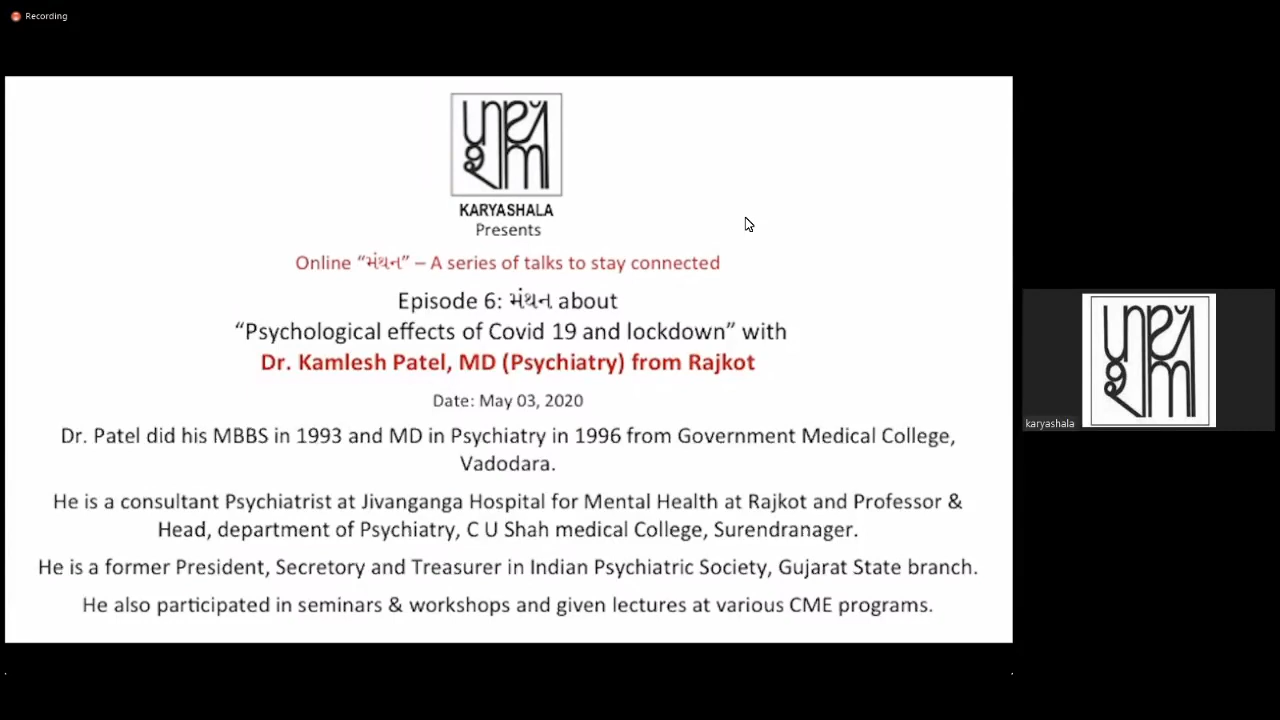 Recording
KARYASHALA
Presents
Online “મંથન” – A series of talks to stay connected
Episode 6: મંથન about
“Psychological effects of Covid 19 and lockdown” with
Dr. Kamlesh Patel, MD (Psychiatry) from Rajkot
Date: May 03, 2020
Dr. Patel did his MBBS in 1993 and MD in Psychiatry in 1996 from Government Medical College,
Vadodara.
He is a consultant Psychiatrist at Jivanganga Hospital for Mental Health at Rajkot and Professor &
Head, department of Psychiatry, C U Shah medical College, Surendranager.
He is a former President, Secretory and Treasurer in Indian Psychiatric Society, Gujarat State branch.
He also participated in seminars & workshops and given lectures at various CME programs.
karyashala